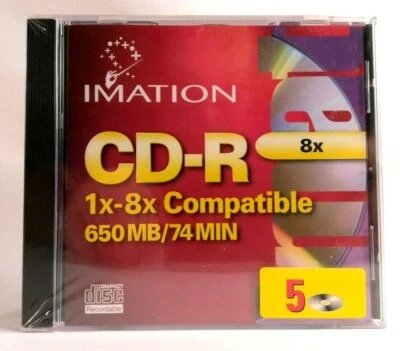 IMATION
CD-R
8x
1x-8x Compatible
650 MB/74 MIN
COMPACT
disc
Recordable
5